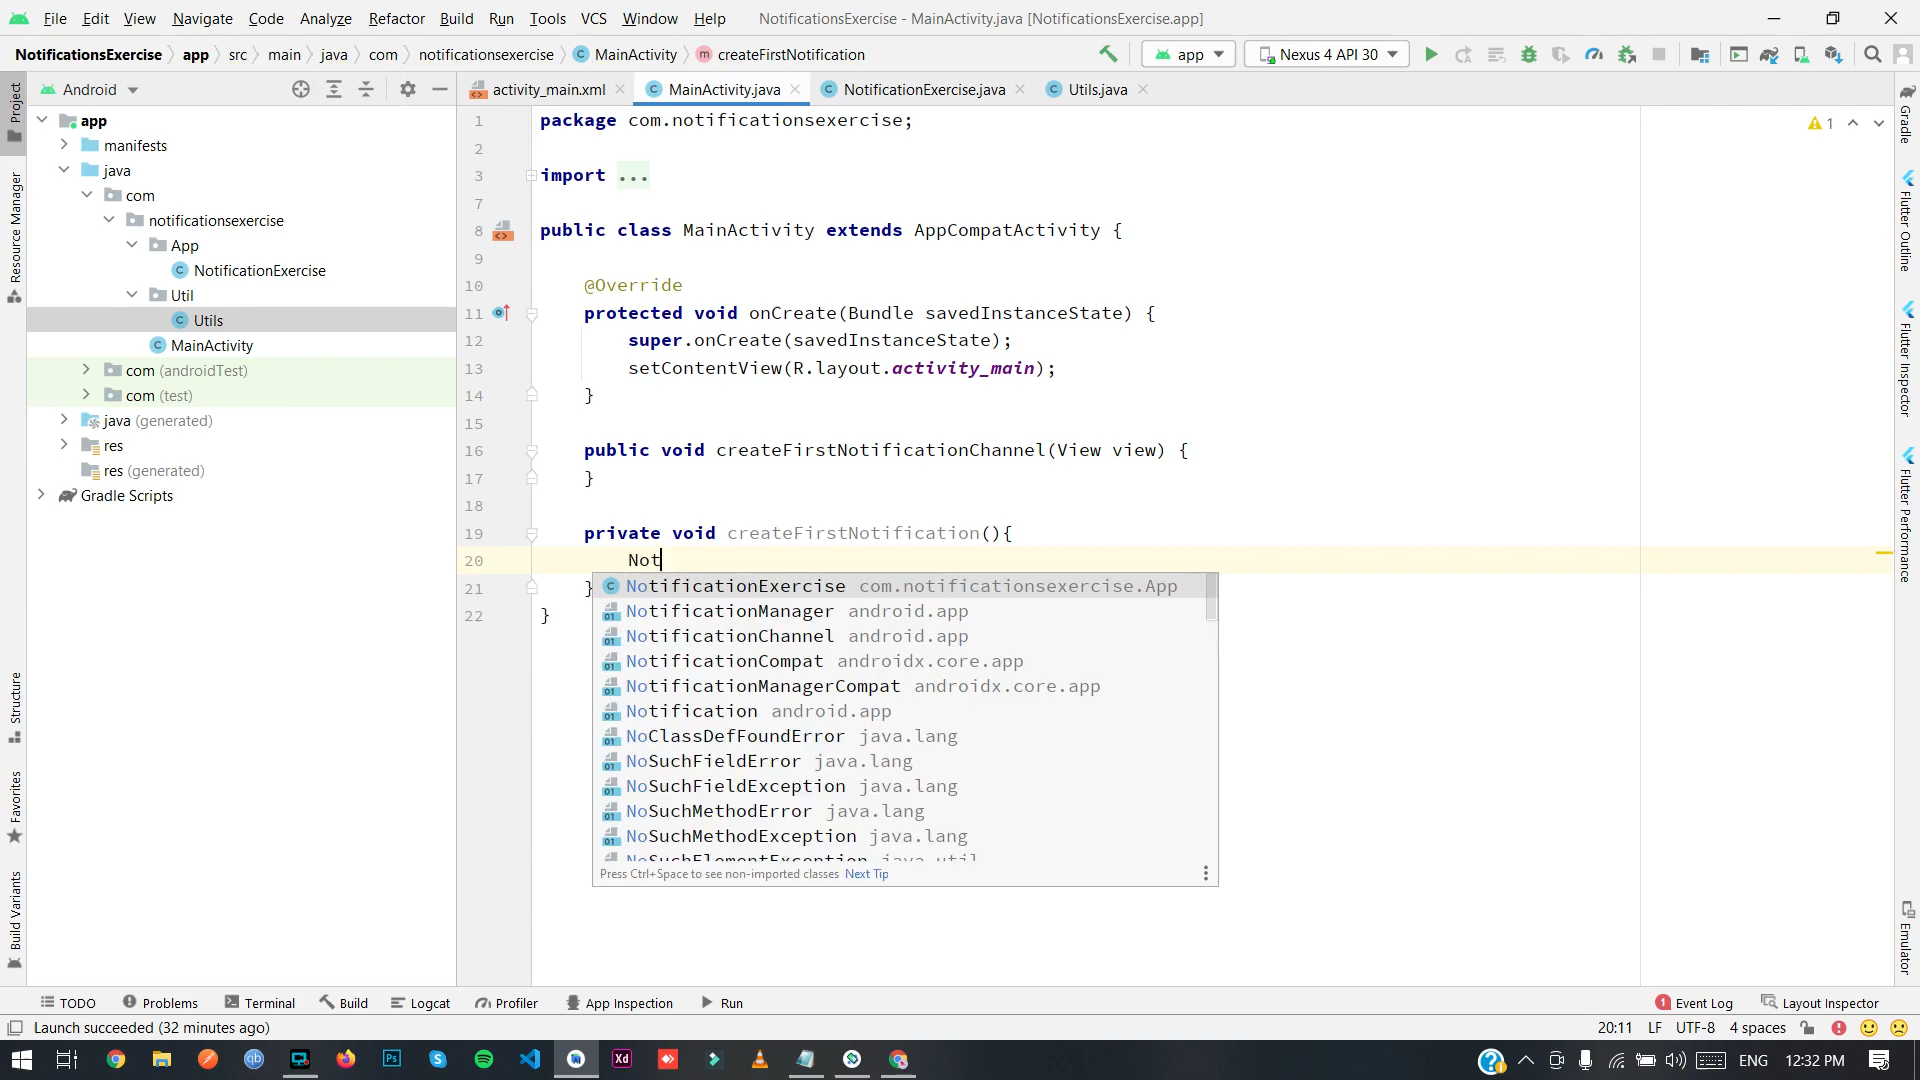 File Edit View Navigate Code Analyze Refactor Build Run Tools VCS Window Help NotificationsExercise - MainActivity.java [NotificationsExercise.app]
NotificationsExercise app src main java com notificationsexercise MainActivity createFirstNotification app Nexus 4 API 30
Android
activity_main.xml MainActivity.java NotificationExercise.java Utils.java
app
manifests
java
com
notificationsexercise
App
NotificationExercise
Util
Utils
MainActivity
com (androidTest)
com (test)
java (generated)
res
res (generated)
Gradle Scripts
1 package com.notificationsexercise;
2
3 import ...
7
8 public class MainActivity extends AppCompatActivity {
9
10 @Override
11 protected void onCreate(Bundle savedInstanceState) {
12 super.onCreate(savedInstanceState);
13 setContentView(R.layout.activity_main);
14 }
15
16 public void createFirstNotificationChannel(View view) {
17 }
18
19 private void createFirstNotification(){
20 Not
21 }
22 }
NotificationExercise com.notificationsexercise.App
NotificationManager android.app
NotificationChannel android.app
NotificationCompat androidx.core.app
NotificationManagerCompat androidx.core.app
Notification android.app
NoClassDefFoundError java.lang
NoSuchFieldError java.lang
NoSuchFieldException java.lang
NoSuchMethodError java.lang
NoSuchMethodException java.lang
NoSuchElementException java.util
Press Ctrl+Space to see non-imported classes Next Tip
1
Project
Resource Manager
Structure
Favorites
Build Variants
Gradle
Flutter Outline
Flutter Inspector
Flutter Performance
Emulator
TODO Problems Terminal Build Logcat Profiler App Inspection Run 1 Event Log Layout Inspector
Launch succeeded (32 minutes ago) 20:11 LF UTF-8 4 spaces
qb Ps Xd ENG 12:32 PM